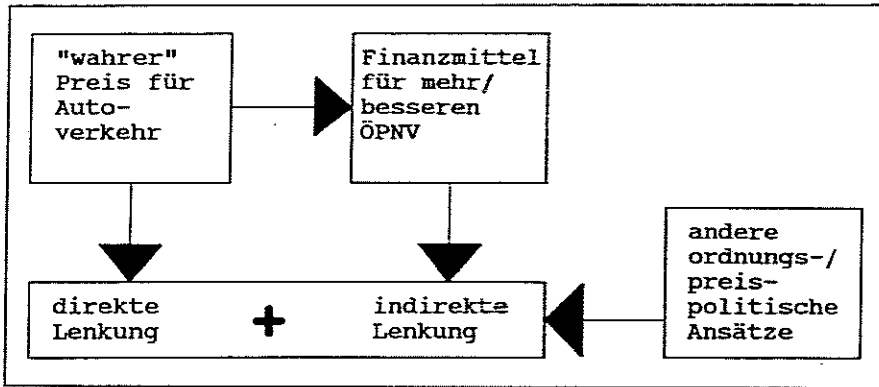 "wahrer"
Preis für
Auto-
verkehr
Finanzmittel
für mehr/
besseren
ÖPNV
andere
ordnungs-/
preis-
politische
Ansätze
direkte
Lenkung
+
indirekte
Lenkung